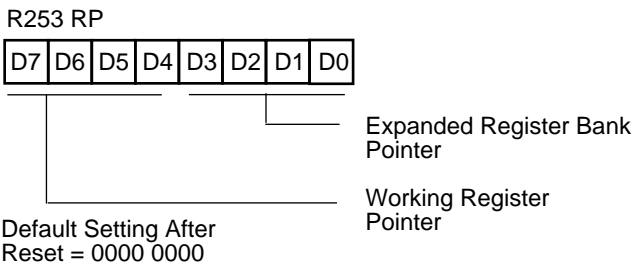 R253 RP
D7 D6 D5 D4 D3 D2 D1 D0
Expanded Register Bank
Pointer
Working Register
Pointer
Default Setting After
Reset = 0000 0000